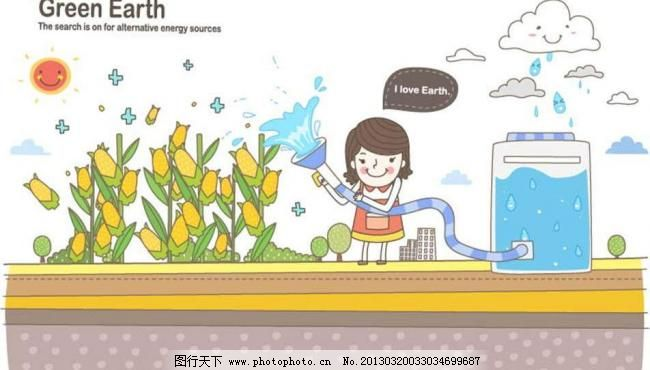 Green Earth
The search is on for alternative energy sources
I love Earth.
图行天下 www.photophoto.cn No.20130320033034699687